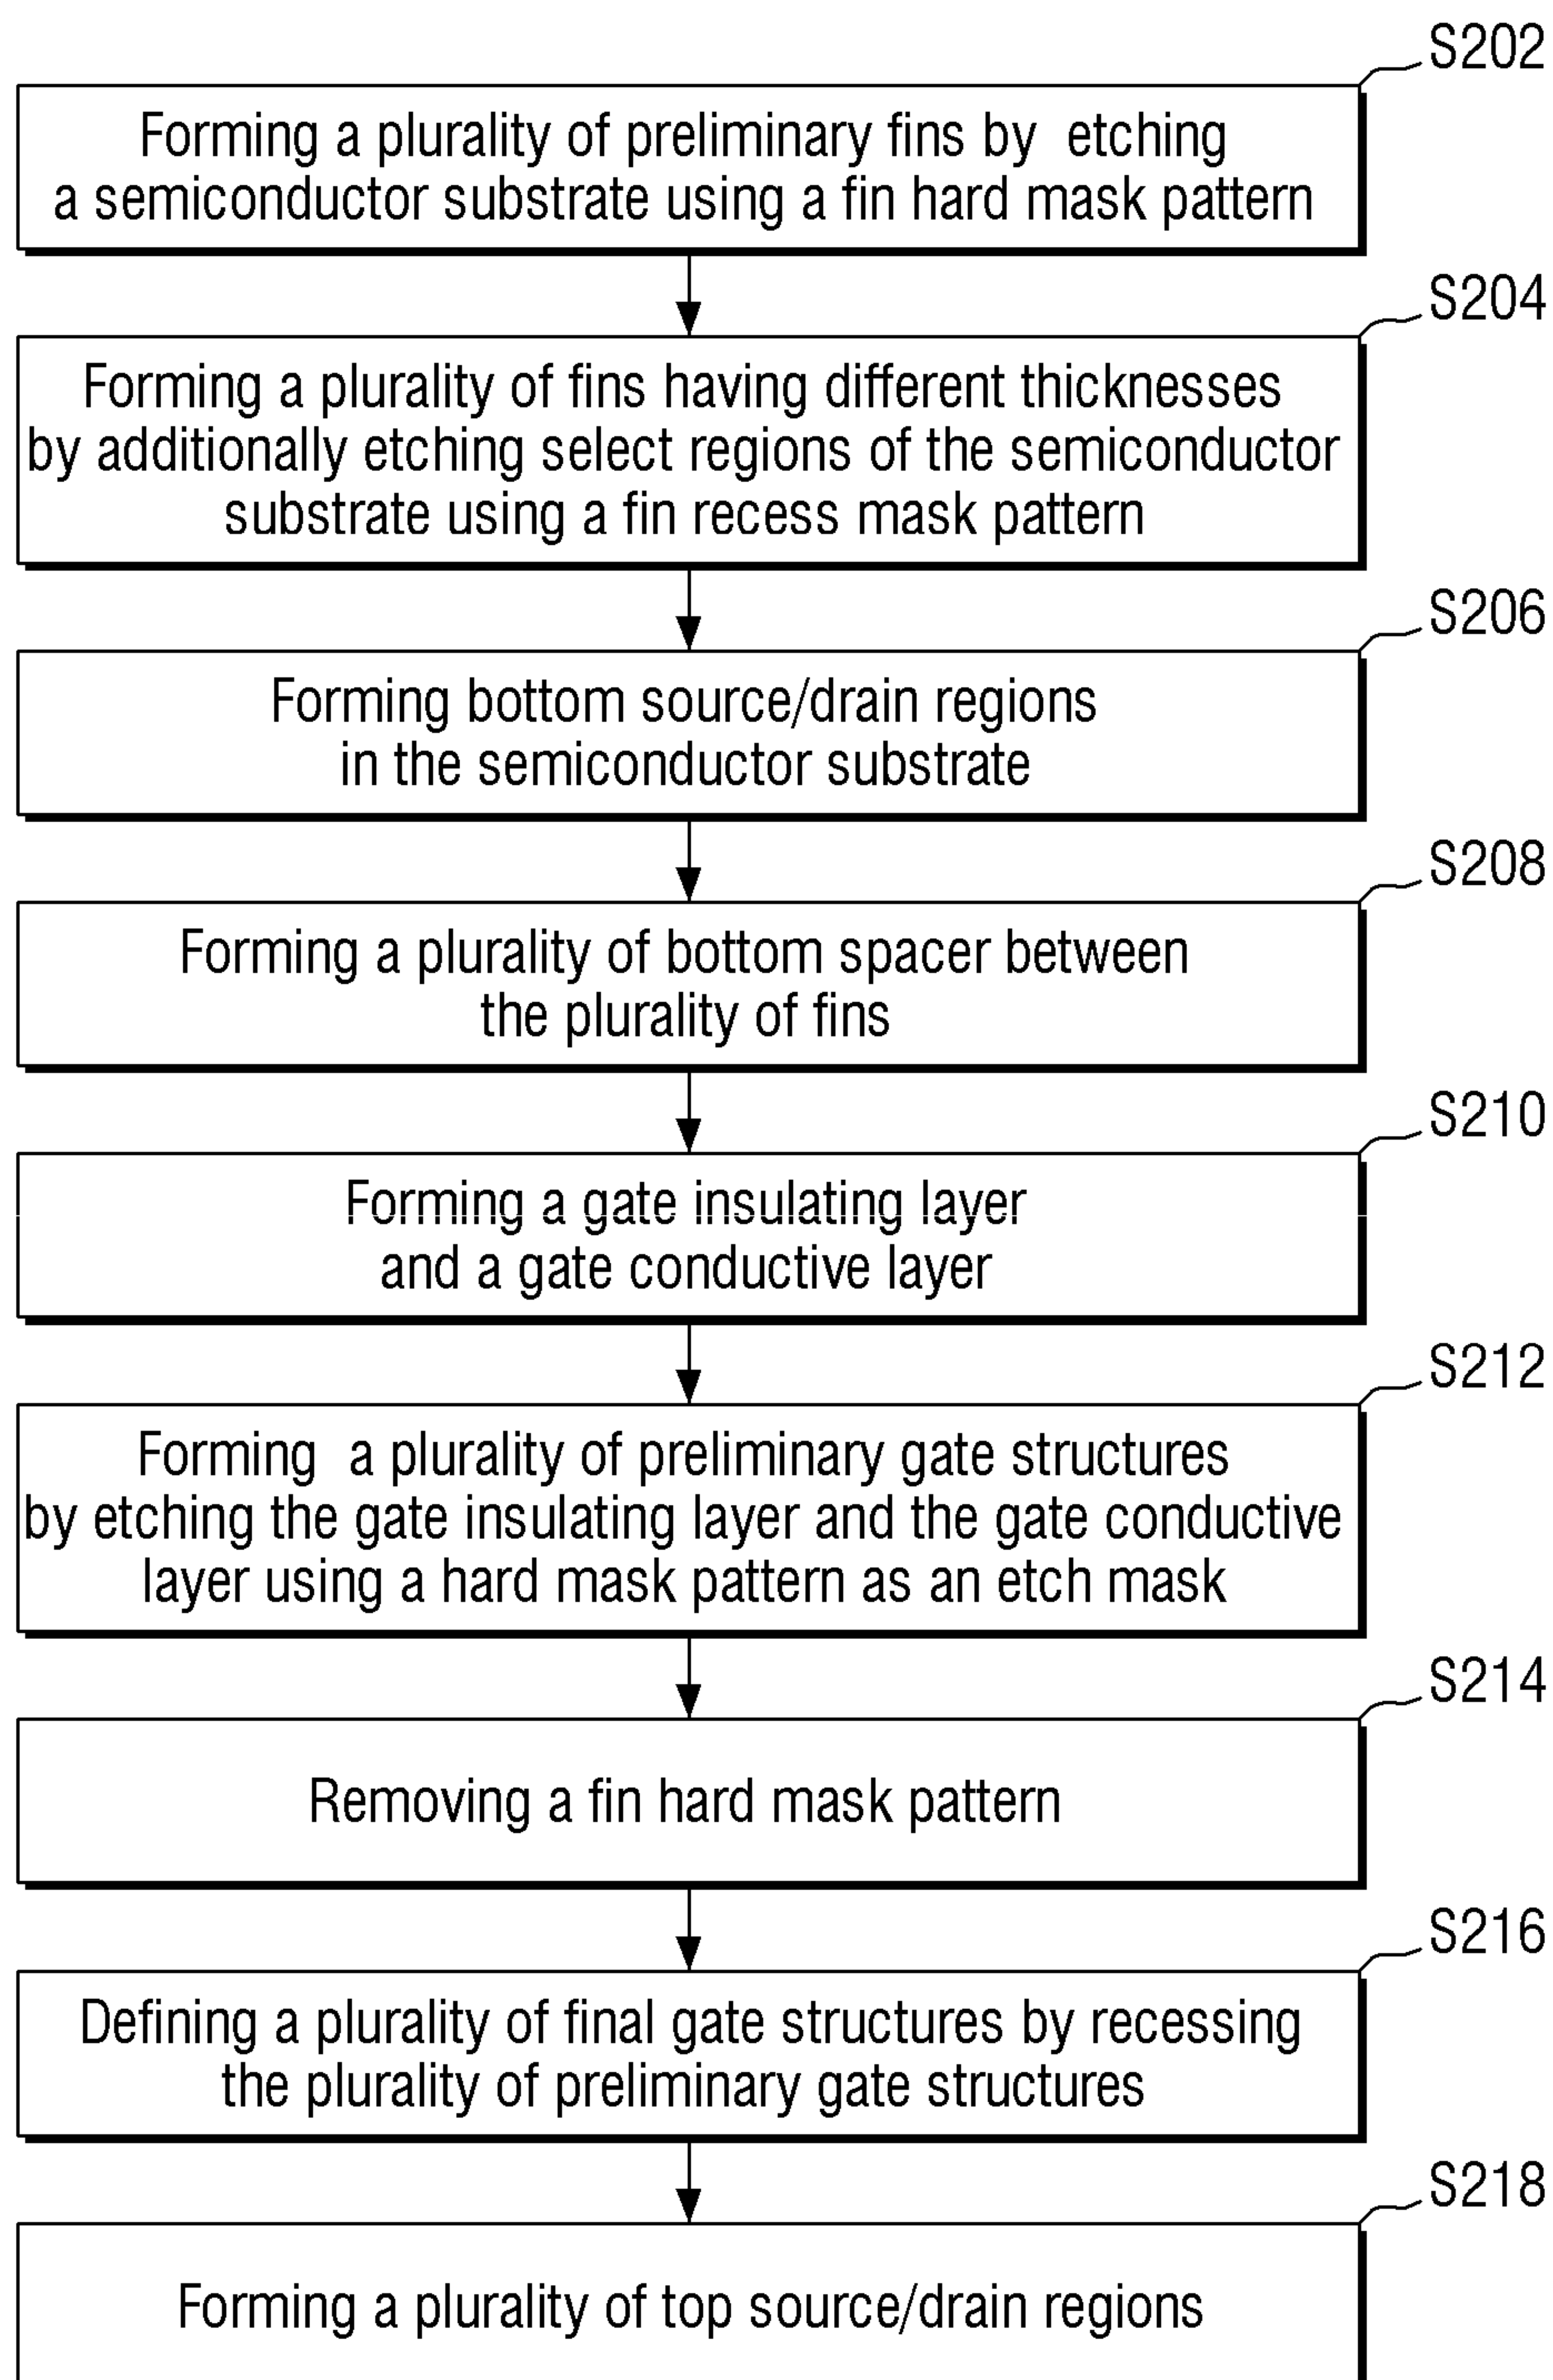 S202
Forming a plurality of preliminary fins by etching
a semiconductor substrate using a fin hard mask pattern
S204
Forming a plurality of fins having different thicknesses
by additionally etching select regions of the semiconductor
substrate using a fin recess mask pattern
S206
Forming bottom source/drain regions
in the semiconductor substrate
S208
Forming a plurality of bottom spacer between
the plurality of fins
S210
Forming a gate insulating layer
and a gate conductive layer
S212
Forming a plurality of preliminary gate structures
by etching the gate insulating layer and the gate conductive
layer using a hard mask pattern as an etch mask
S214
Removing a fin hard mask pattern
S216
Defining a plurality of final gate structures by recessing
the plurality of preliminary gate structures
S218
Forming a plurality of top source/drain regions